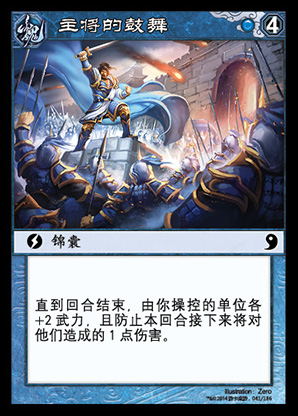 主将的鼓舞
4
锦囊
直到回合结束，由你操控的单位各
+2 武力，且防止本回合接下来将对
他们造成的 1 点伤害。
Illustration: Zero